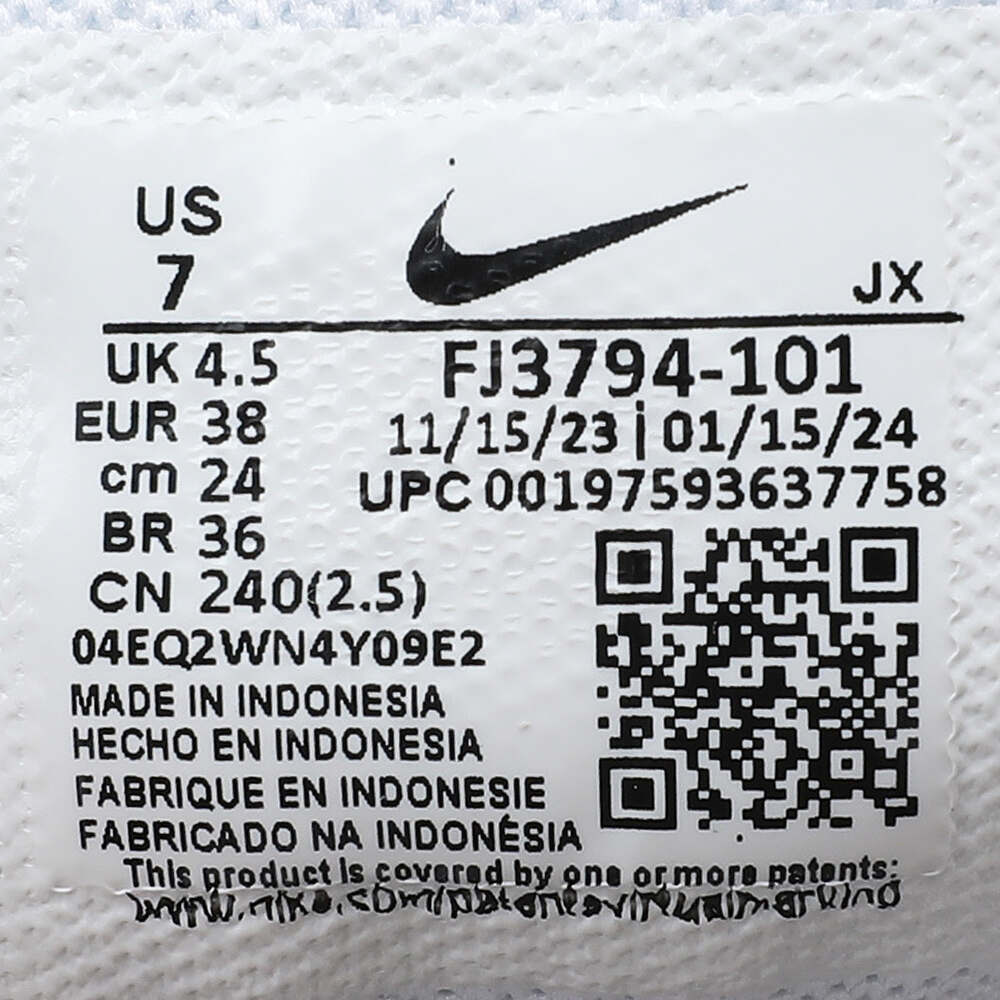 US
7
JX
UK 4.5
FJ3794-101
EUR 38
11/15/23 | 01/15/24
cm 24
UPC 00197593637758
BR 36
CN 240(2.5)
04EQ2WN4Y09E2
MADE IN INDONESIA
HECHO EN INDONESIA
FABRIQUE EN INDONESIE
FABRICADO NA INDONÉSIA
This product is covered by one or more patents: